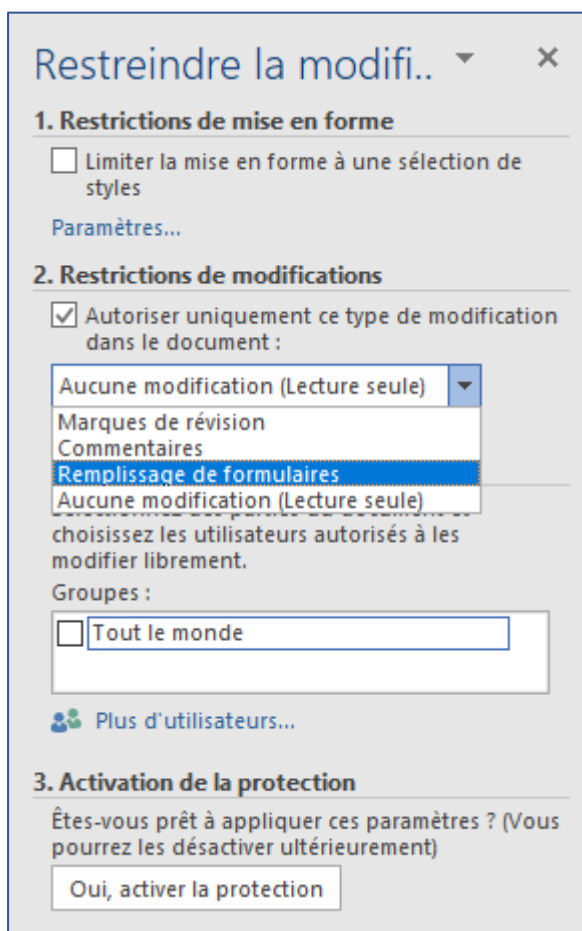 Restreindre la modifi..
1. Restrictions de mise en forme
Limiter la mise en forme à une sélection de
styles
Paramètres...
2. Restrictions de modifications
Autoriser uniquement ce type de modification
dans le document :
Aucune modification (Lecture seule)
Marques de révision
Commentaires
Remplissage de formulaires
Aucune modification (Lecture seule)
choisissez les utilisateurs autorisés à les
modifier librement.
Groupes :
Tout le monde
Plus d'utilisateurs...
3. Activation de la protection
Êtes-vous prêt à appliquer ces paramètres ? (Vous
pourrez les désactiver ultérieurement)
Oui, activer la protection